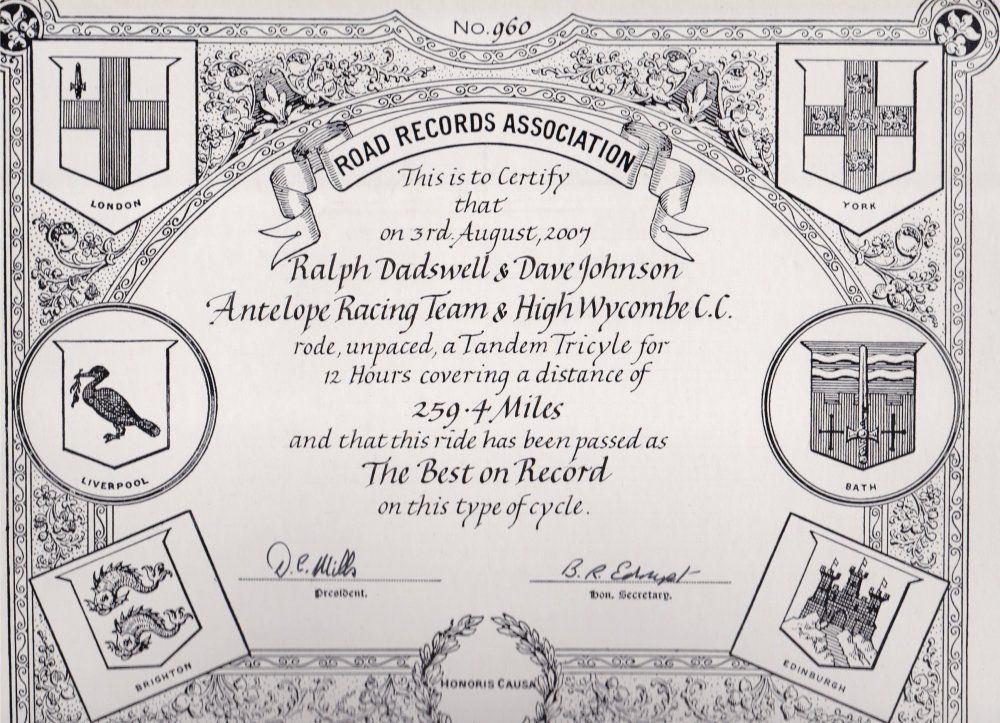 No. 960
ROAD RECORDS ASSOCIATION
This is to Certify
that
on 3rd. August, 2007
Ralph Dadswell & Dave Johnson
Antelope Racing Team & High Wycombe C.C.
rode, unpaced, a Tandem Tricyle for
12 Hours covering a distance of
259·4 Miles
and that this ride has been passed as
The Best on Record
on this type of cycle.
D. C. Mills
President.
B. R.
Hon. Secretary.
LONDON
YORK
LIVERPOOL
BATH
BRIGHTON
EDINBURGH
HONORIS CAUSA